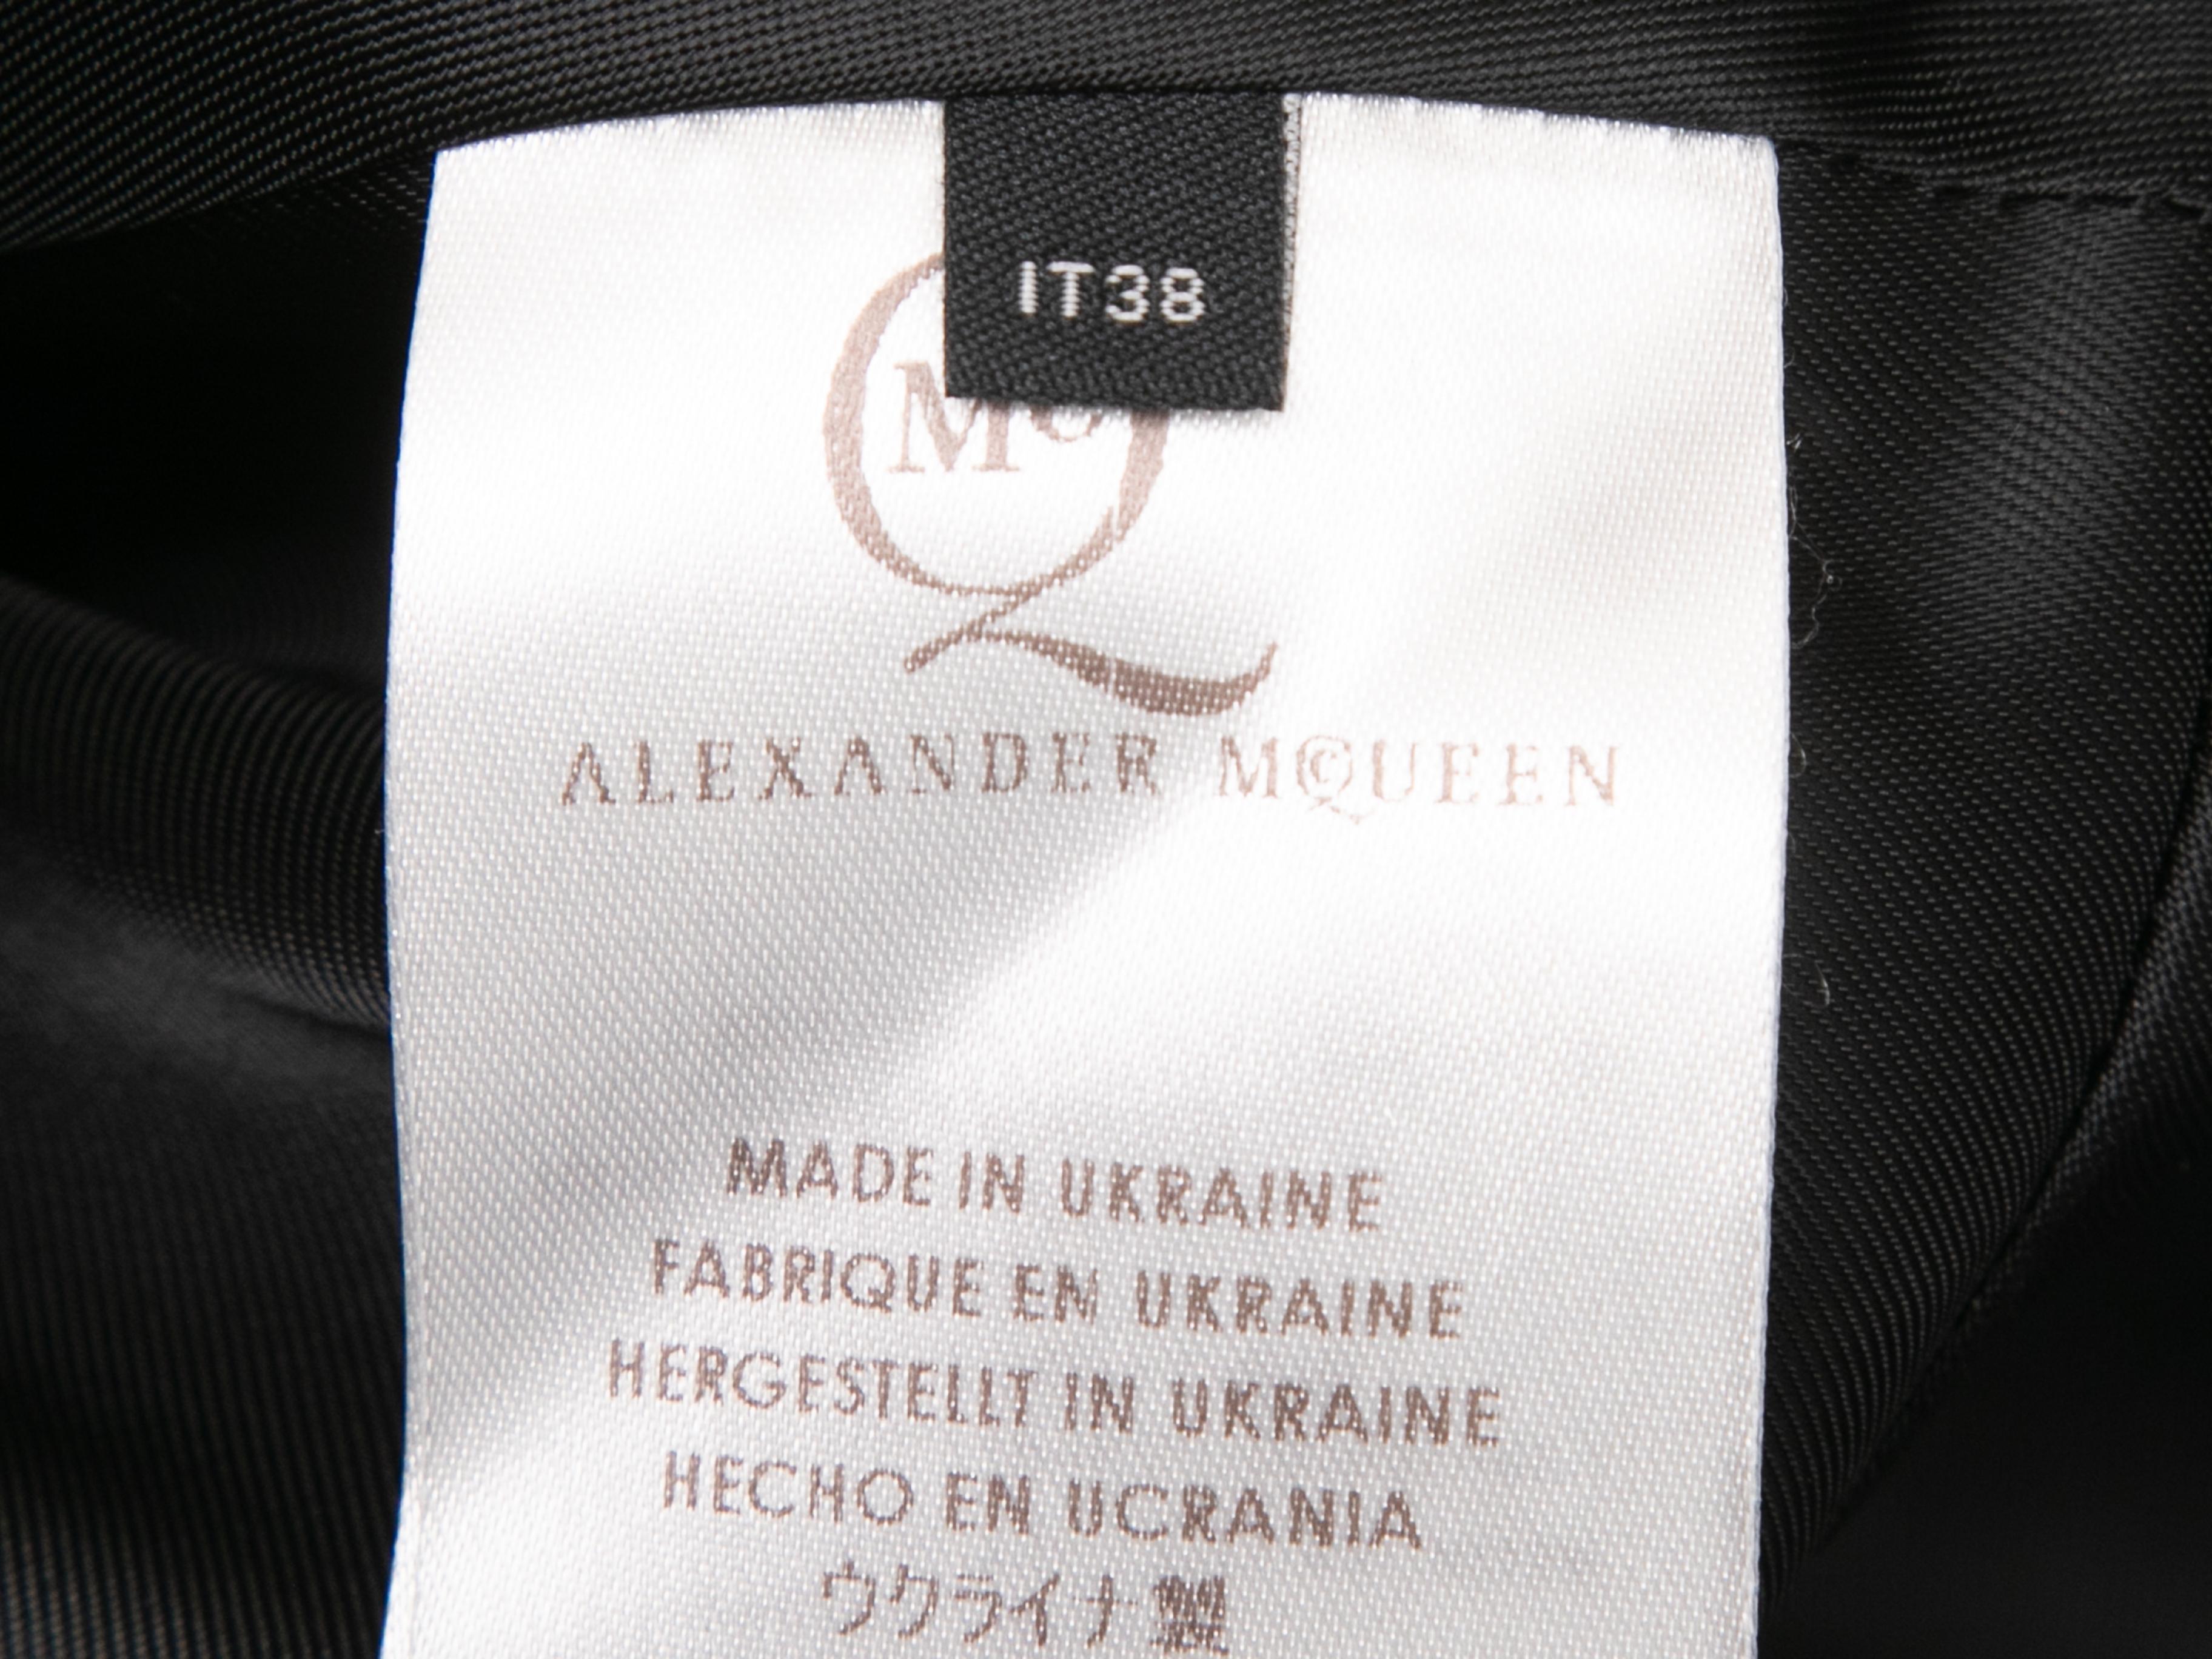 IT38
McQ
ALEXANDER MCQUEEN
MADE IN UKRAINE
FABRIQUE EN UKRAINE
HERGESTELLT IN UKRAINE
HECHO EN UCRANIA
ウクライナ製